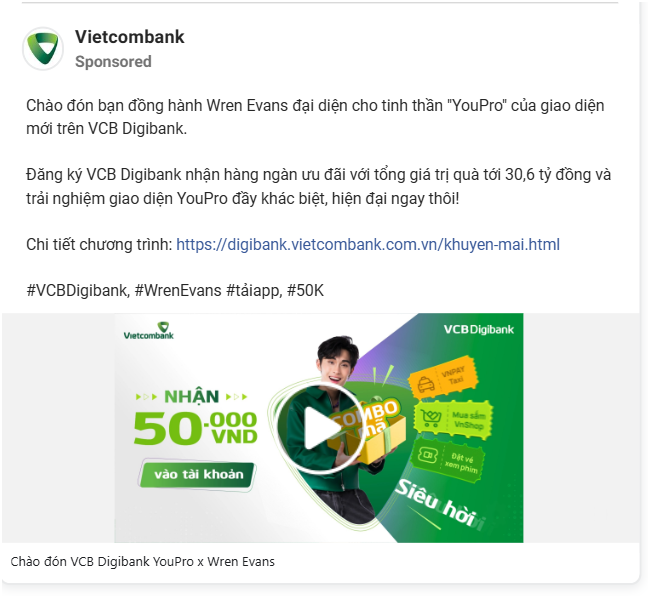 Vietcombank
Sponsored
Chào đón bạn đồng hành Wren Evans đại diện cho tinh thần "YouPro" của giao diện
mới trên VCB Digibank.
Đăng ký VCB Digibank nhận hàng ngàn ưu đãi với tổng giá trị quà tới 30,6 tỷ đồng và
trải nghiệm giao diện YouPro đầy khác biệt, hiện đại ngay thôi!
Chi tiết chương trình: https://digibank.vietcombank.com.vn/khuyen-mai.html
#VCBDigibank, #WrenEvans #tảiapp, #50K
Vietcombank
VCBDigibank
NHẬN
50.000
VND
vào tài khoản
COMBO
mã
VNPAY
Taxi
Mua sắm
VnShop
Đặt vé
xem phim
Siêu hời
Chào đón VCB Digibank YouPro x Wren Evans